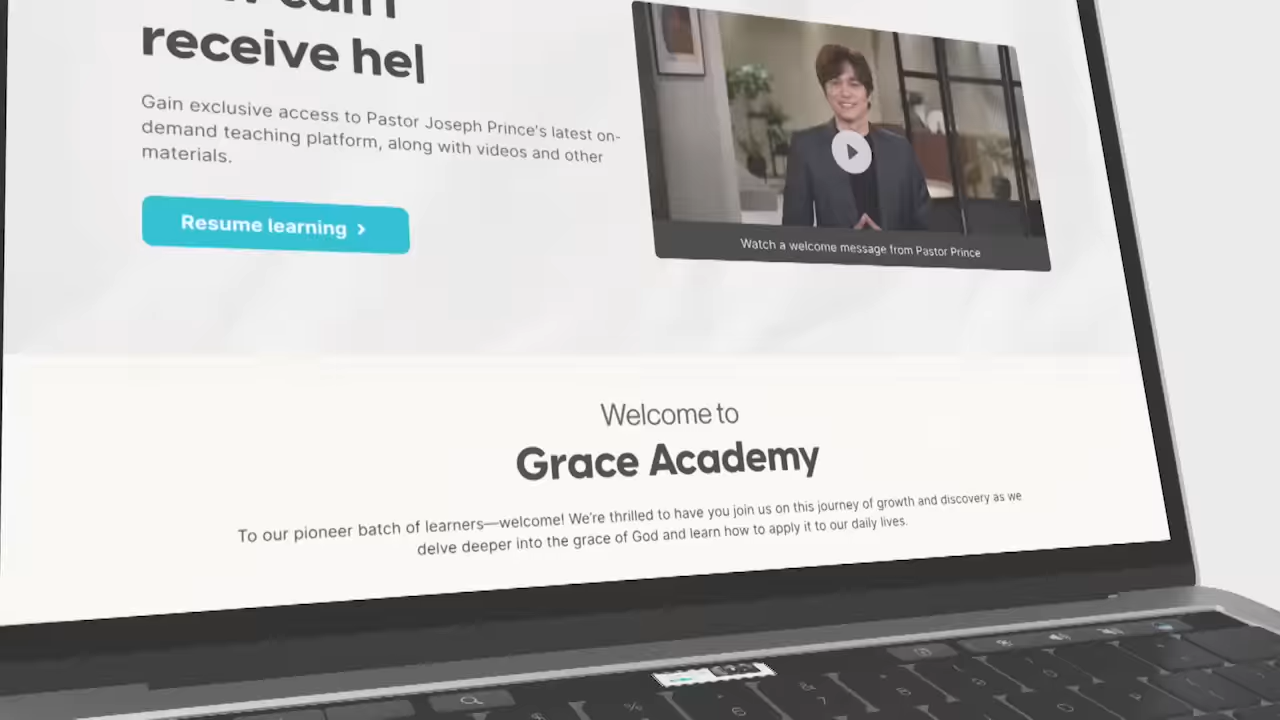 can't
receive hel
Gain exclusive access to Pastor Joseph Prince's latest on-
demand teaching platform, along with videos and other
materials.
Resume learning
Watch a welcome message from Pastor Prince
Welcome to
Grace Academy
To our pioneer batch of learners—welcome! We're thrilled to have you join us on this journey of growth and discovery as we
delve deeper into the grace of God and learn how to apply it to our daily lives.